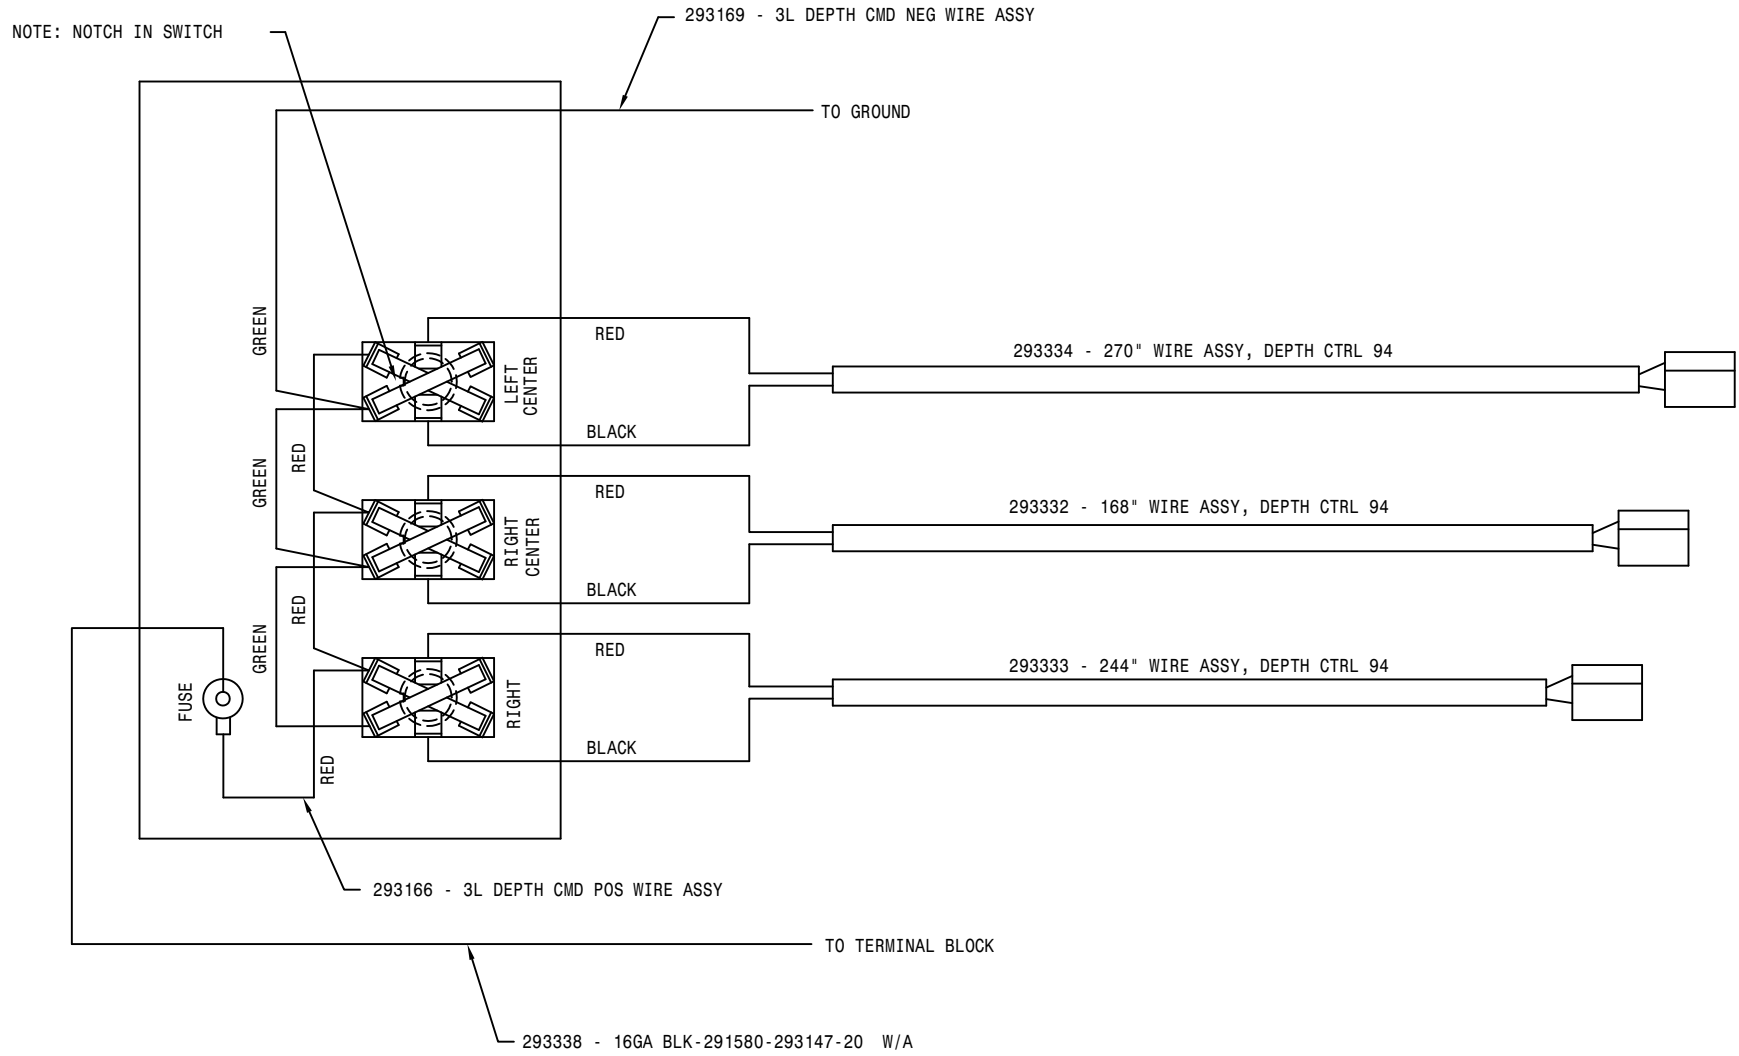 293169 - 3L DEPTH CMD NEG WIRE ASSY
NOTE: NOTCH IN SWITCH
TO GROUND
GREEN
RED
LEFT
CENTER
293334 - 270" WIRE ASSY, DEPTH CTRL 94
BLACK
GREEN
RED
RED
RIGHT
CENTER
293332 - 168" WIRE ASSY, DEPTH CTRL 94
BLACK
GREEN
RED
RED
293333 - 244" WIRE ASSY, DEPTH CTRL 94
FUSE
RIGHT
BLACK
RED
293166 - 3L DEPTH CMD POS WIRE ASSY
TO TERMINAL BLOCK
293338 - 16GA BLK-291580-293147-20 W/A